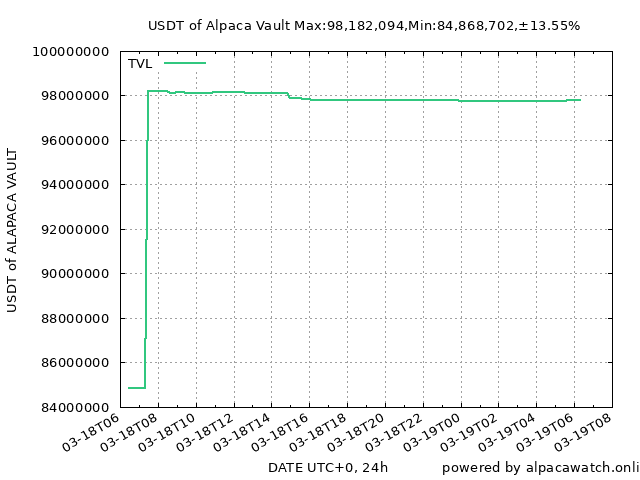 USDT of Alpaca Vault Max:98,182,094,Min:84,868,702,±13.55%
TVL
100000000
98000000
96000000
94000000
92000000
90000000
88000000
86000000
84000000
USDT of ALAPACA VAULT
03-18T06
03-18T08
03-18T10
03-18T12
03-18T14
03-18T16
03-18T18
03-18T20
03-18T22
03-19T00
03-19T02
03-19T04
03-19T06
03-19T08
DATE UTC+0, 24h
powered by alpacawatch.onli